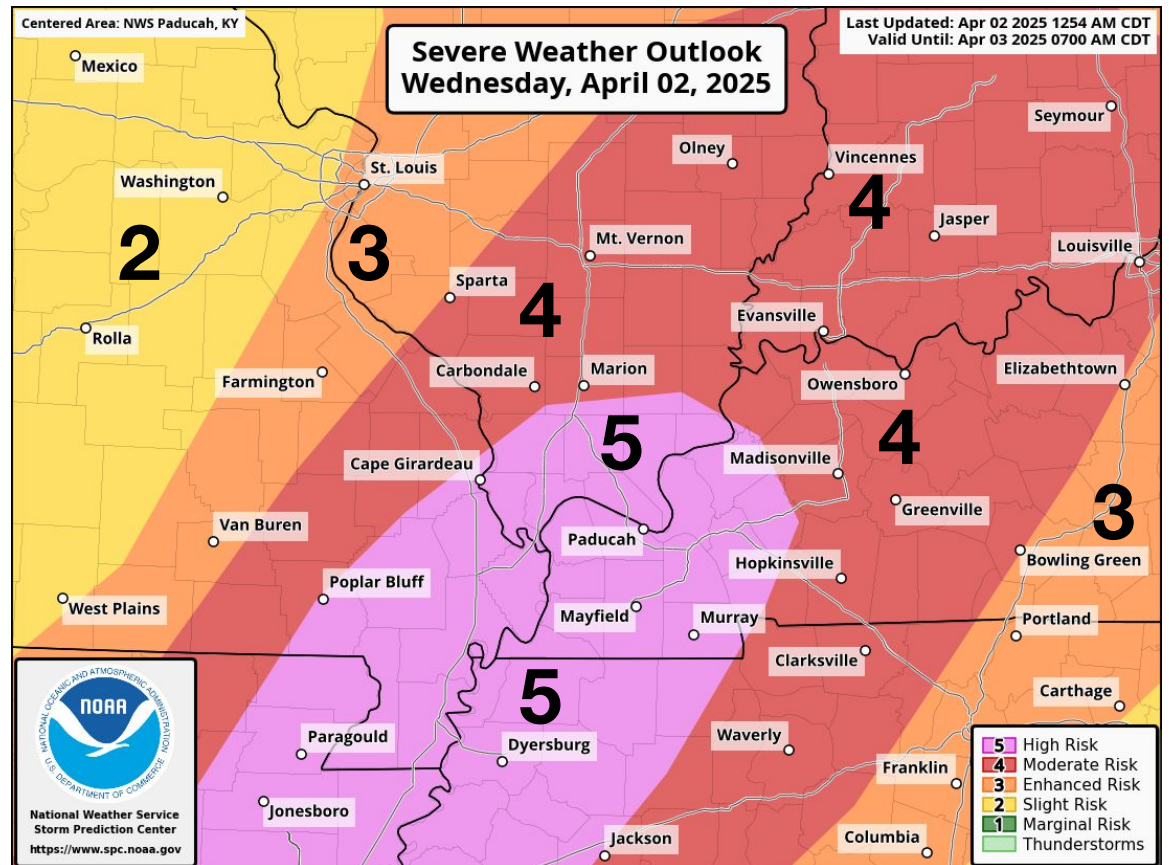 Centered Area: NWS Paducah, KY
Last Updated: Apr 02 2025 1254 AM CDT
Valid Until: Apr 03 2025 0700 AM CDT
Severe Weather Outlook
Wednesday, April 02, 2025
Mexico
Seymour
Olney
Vincennes
St. Louis
Washington
4
Jasper
2
3
Mt. Vernon
Louisville
Sparta
4
Evansville
Rolla
Farmington
Carbondale
Marion
Owensboro
Elizabethtown
5
4
Cape Girardeau
Madisonville
Greenville
3
Van Buren
Paducah
Bowling Green
Hopkinsville
Poplar Bluff
West Plains
Mayfield
Murray
Portland
Clarksville
5
Carthage
Paragould
Dyersburg
Waverly
Franklin
Jonesboro
Jackson
Columbia
NATIONAL OCEANIC AND ATMOSPHERIC ADMINISTRATION
NOAA
U.S. DEPARTMENT OF COMMERCE
National Weather Service
Storm Prediction Center
https://www.spc.noaa.gov
5 High Risk
4 Moderate Risk
3 Enhanced Risk
2 Slight Risk
1 Marginal Risk
Thunderstorms